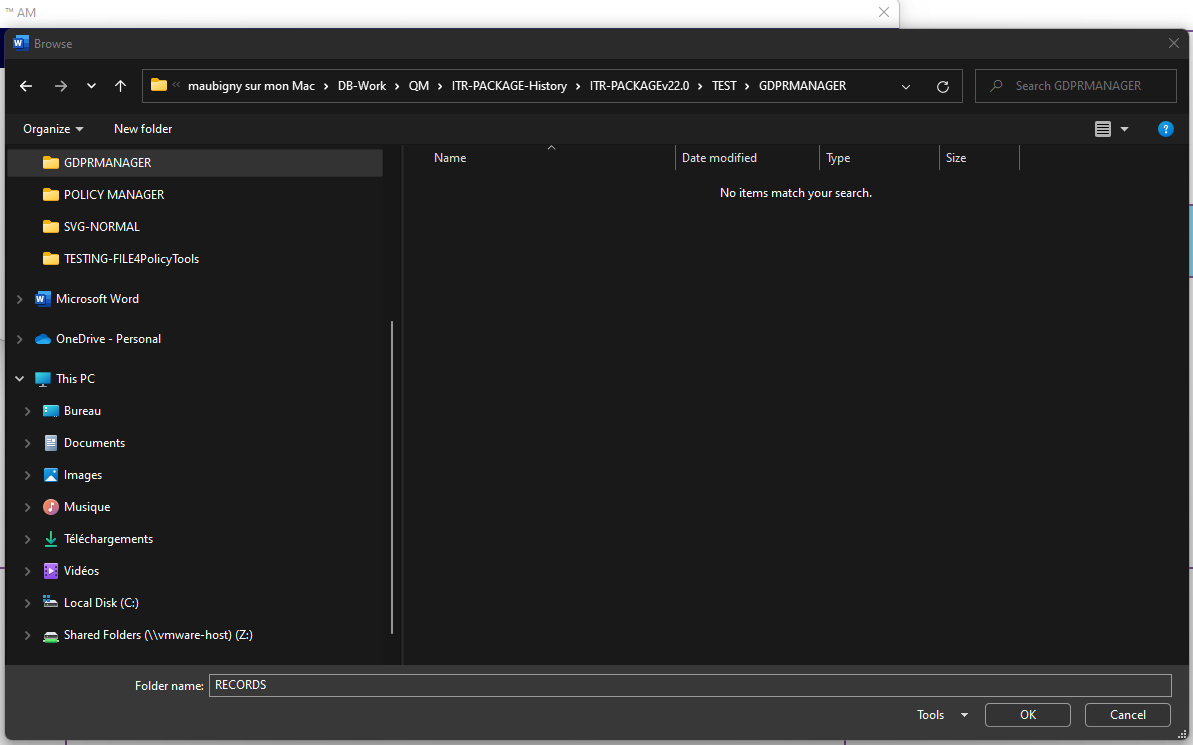 ™ AM
Browse
« maubigny sur mon Mac › DB-Work › QM › ITR-PACKAGE-History › ITR-PACKAGEv22.0 › TEST › GDPRMANAGER
Search GDPRMANAGER
Organize
New folder
?
GDPRMANAGER
POLICY MANAGER
SVG-NORMAL
TESTING-FILE4PolicyTools
Microsoft Word
OneDrive - Personal
This PC
Bureau
Documents
Images
Musique
Téléchargements
Vidéos
Local Disk (C:)
Shared Folders (\\vmware-host) (Z:)
Name
Date modified
Type
Size
No items match your search.
Folder name:
RECORDS
Tools
OK
Cancel